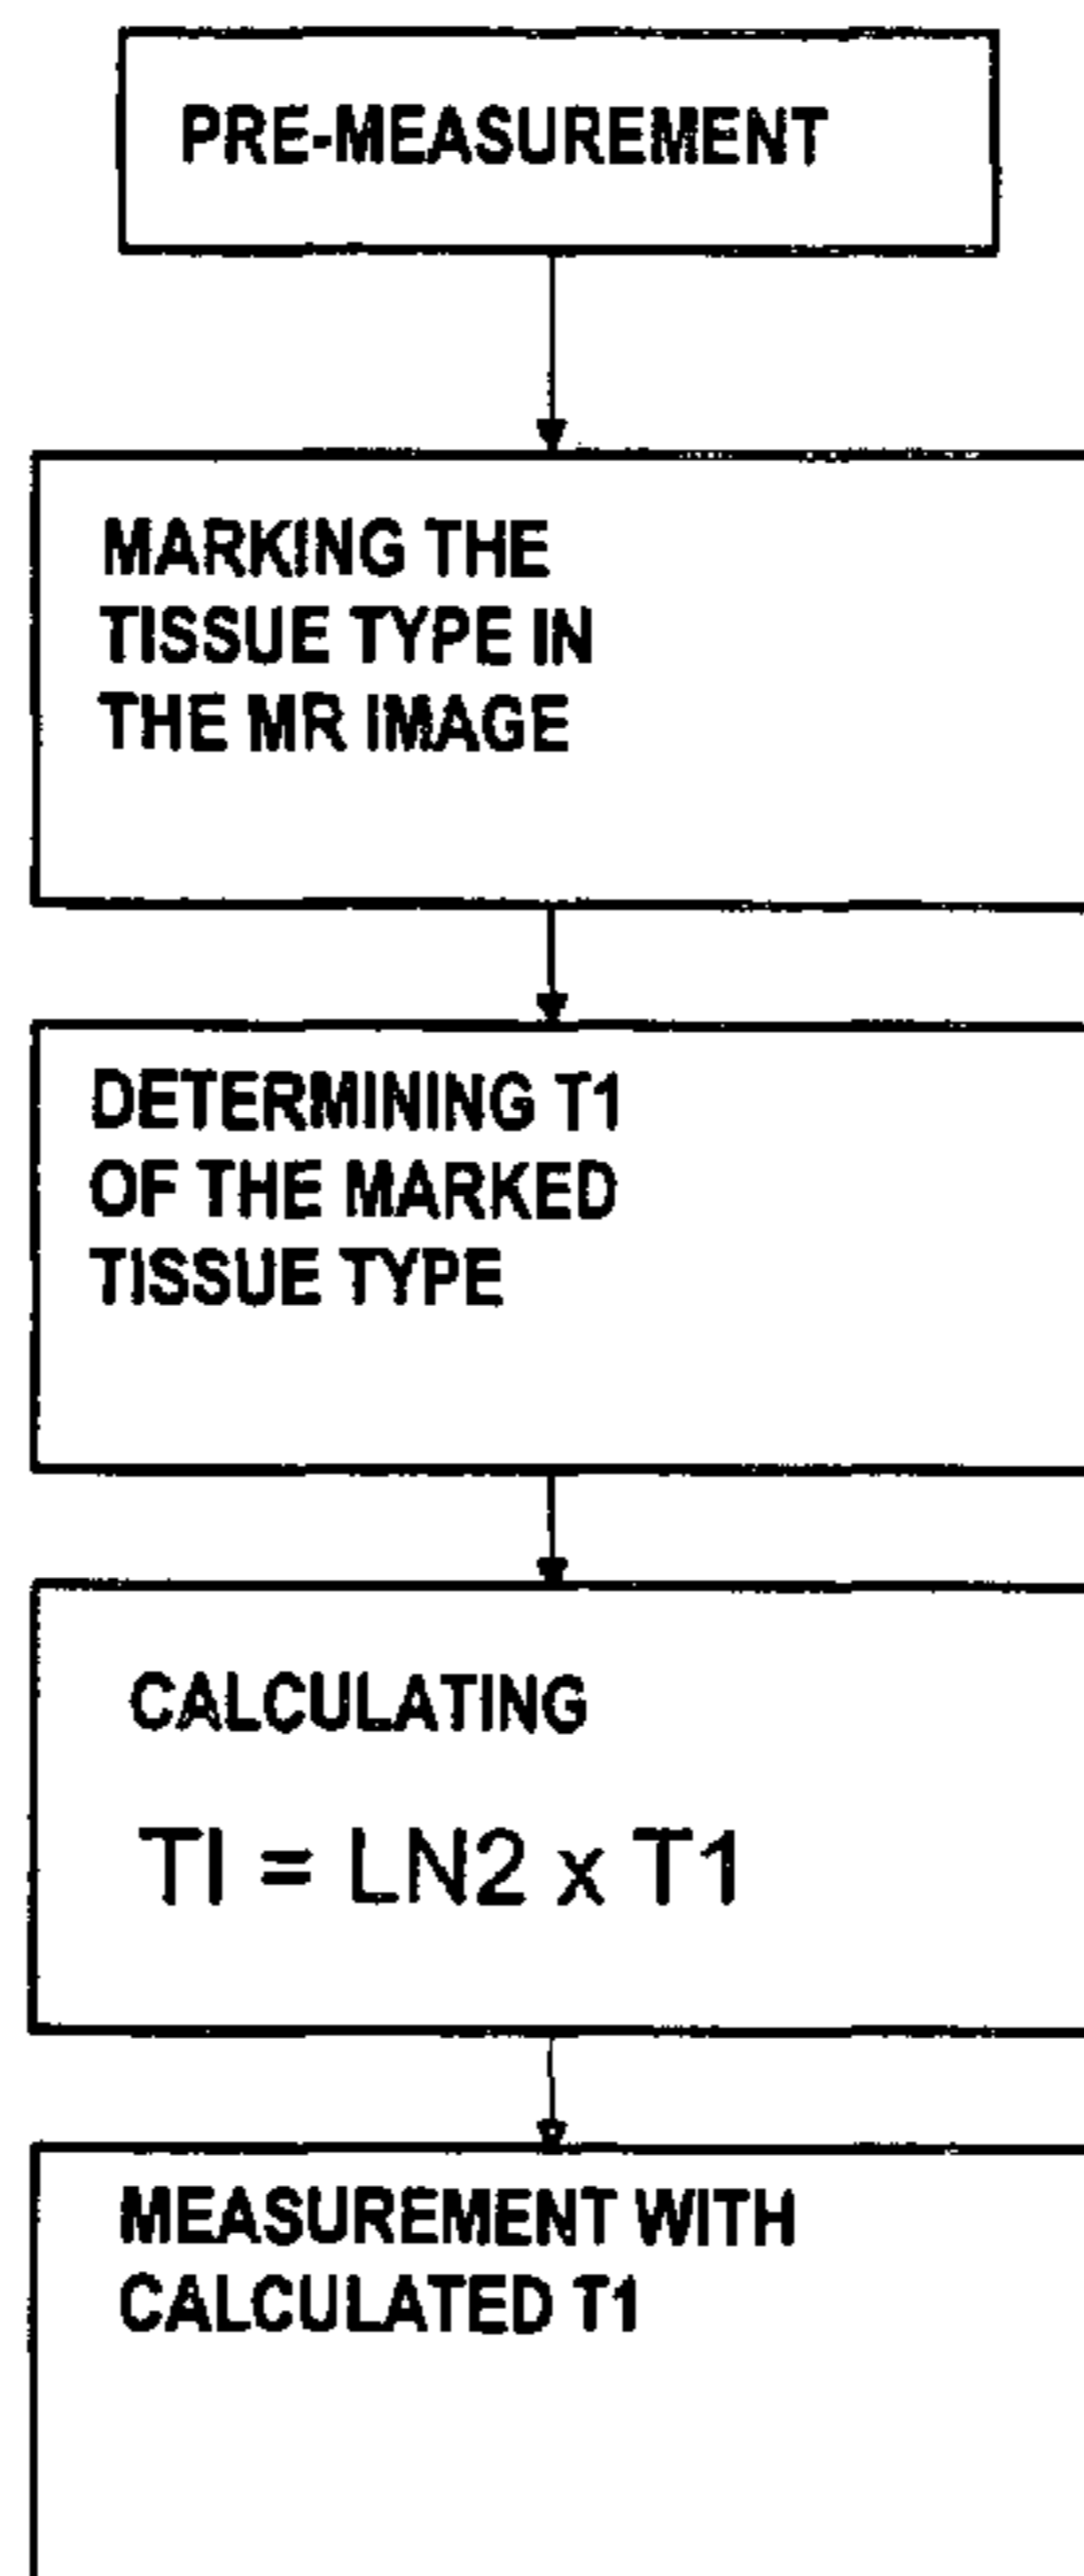 PRE-MEASUREMENT
MARKING THE
TISSUE TYPE IN
THE MR IMAGE
DETERMINING T1
OF THE MARKED
TISSUE TYPE
CALCULATING
TI = LN2 x T1
MEASUREMENT WITH
CALCULATED T1